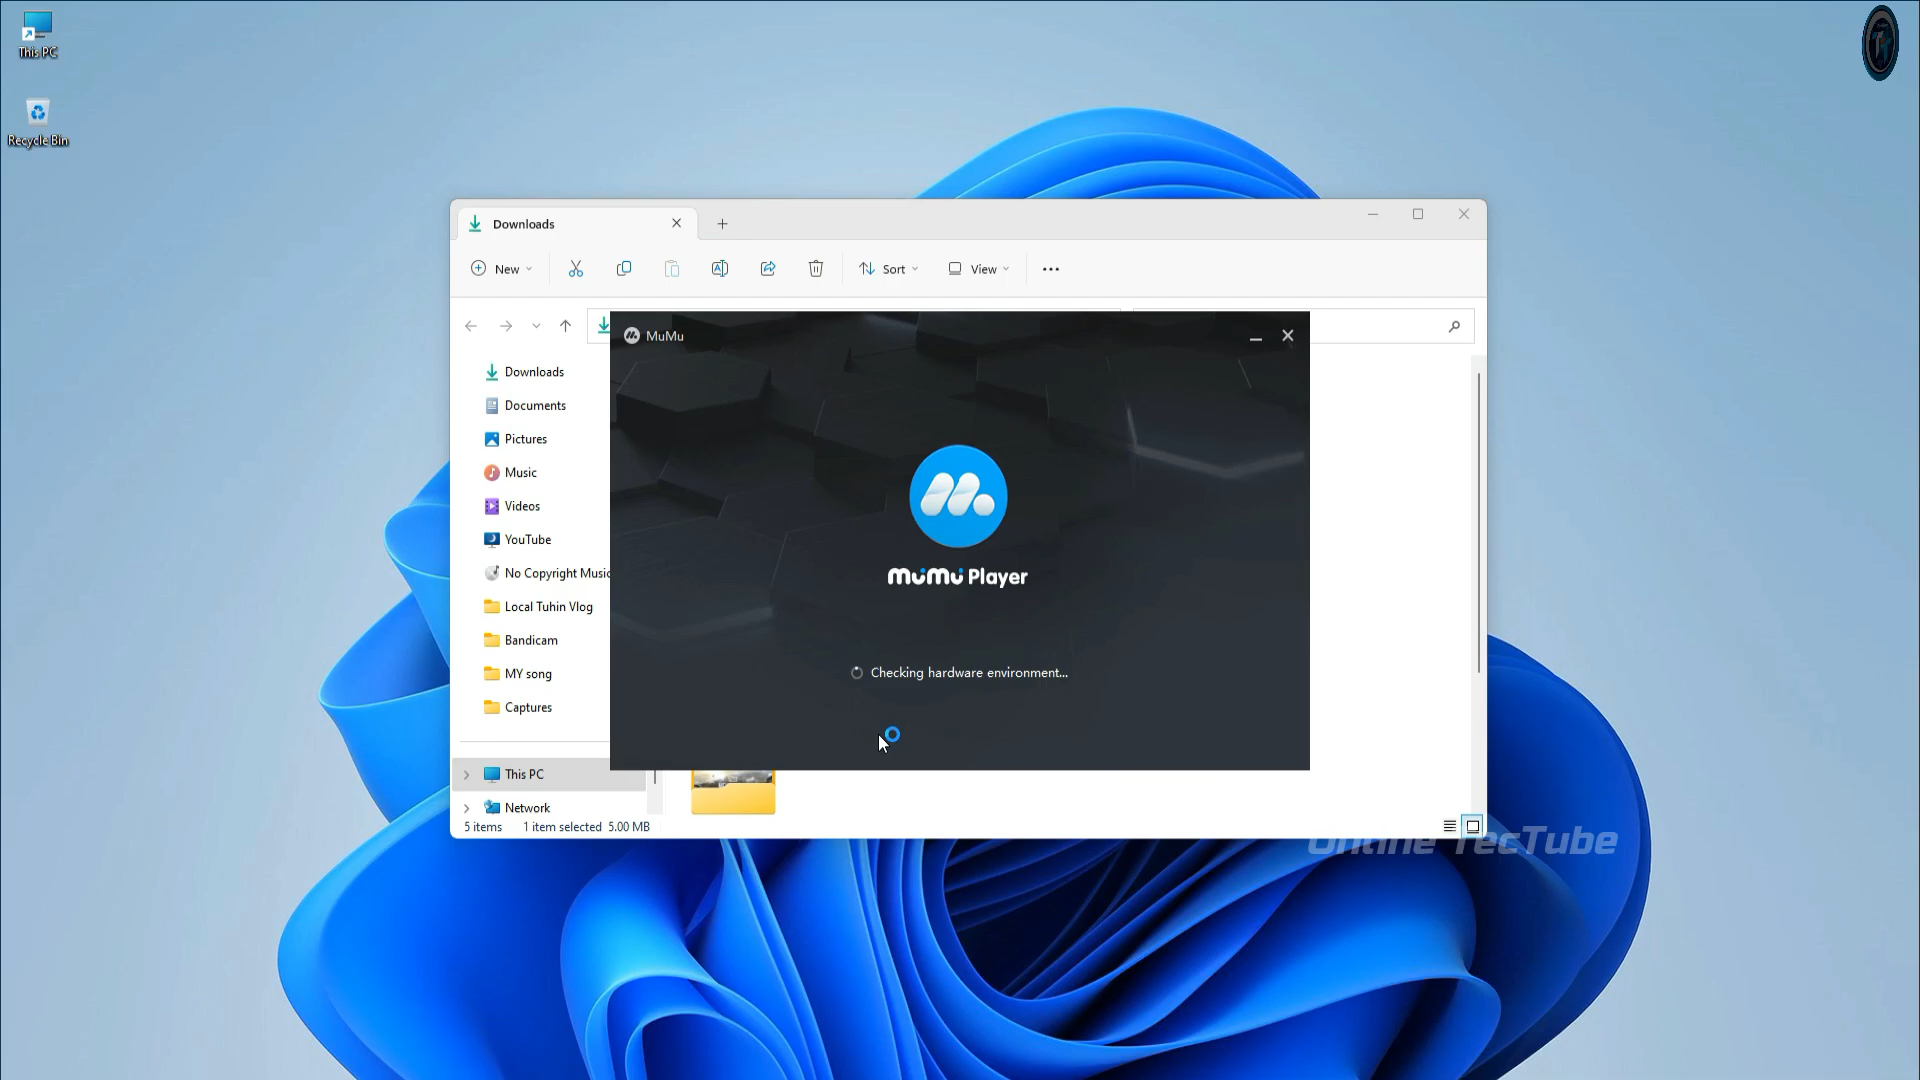 This PC
Recycle Bin
Downloads
New
Sort
View
MuMu
Downloads
Documents
Pictures
Music
Videos
YouTube
No Copyright Music
Local Tuhin Vlog
Bandicam
MY song
Captures
MuMu Player
Checking hardware environment...
This PC
Network
5 items 1 item selected 5.00 MB
Online TecTube